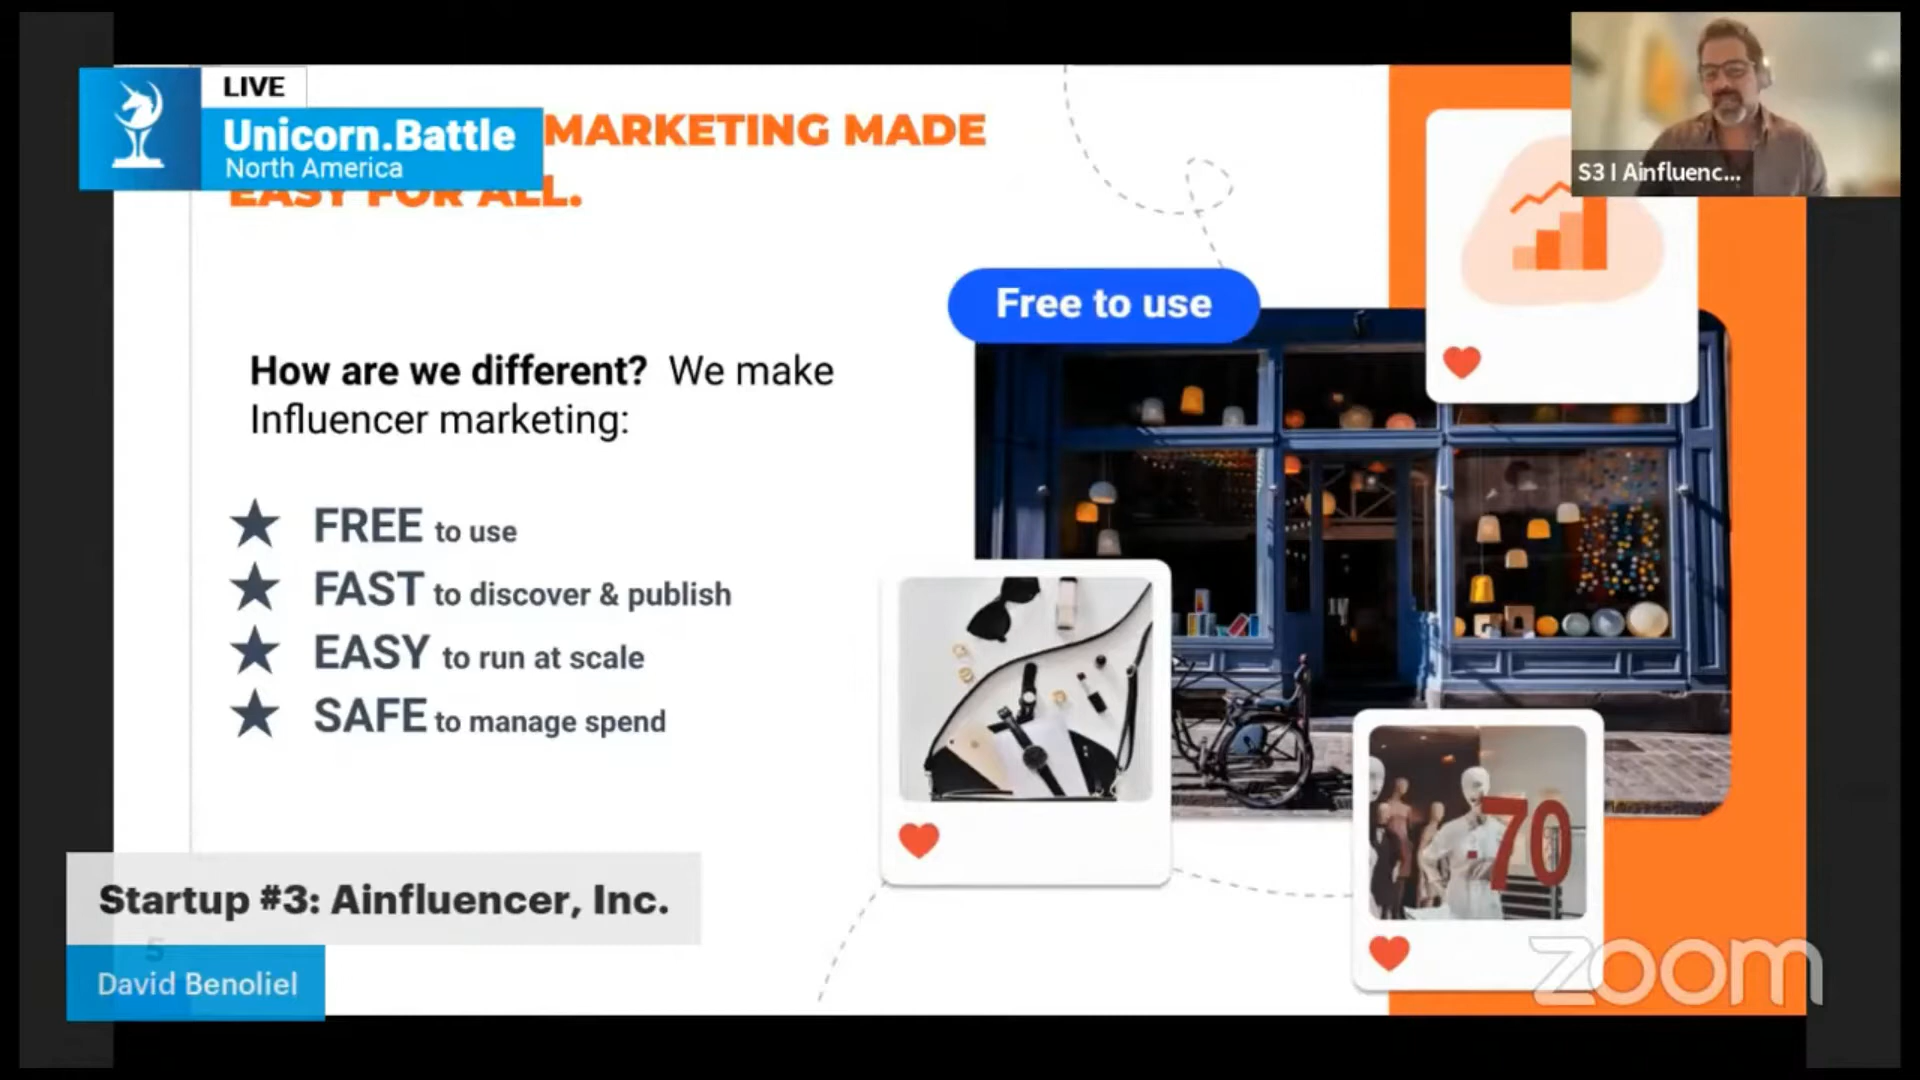 LIVE
Unicorn.Battle
North America
MARKETING MADE
EASY FOR ALL.
S3 I Ainfluenc...
Free to use
How are we different? We make
Influencer marketing:
FREE to use
FAST to discover & publish
EASY to run at scale
SAFE to manage spend
70
Startup #3: Ainfluencer, Inc.
5
David Benoliel
zoom